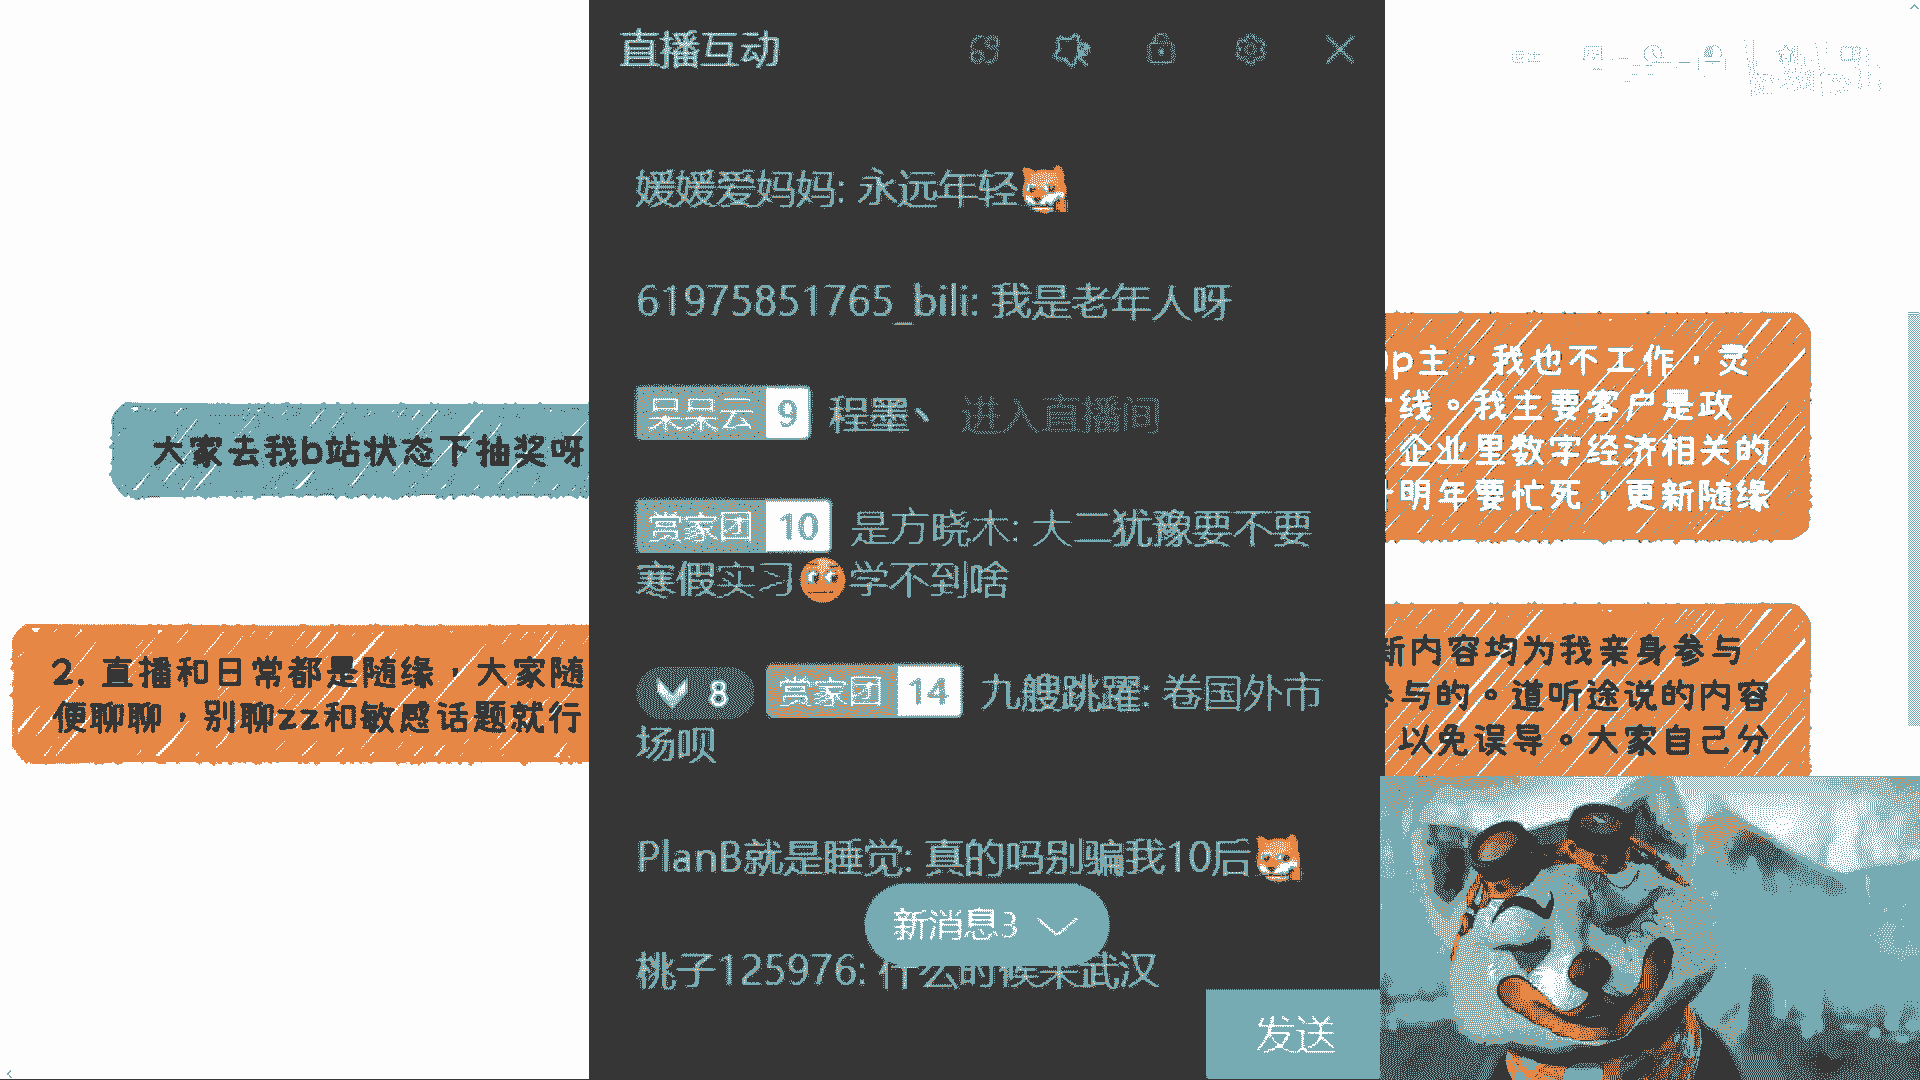 直播互动
媛媛爱妈妈: 永远年轻
61975851765_bili: 我是老年人呀
呆呆云 9 程墨丶 进入直播间
赏家团 10 是方晓木: 大二犹豫要不要
寒假实习学不到啥
8 赏家团 14 九艘跳躍: 卷国外市
场呗
PlanB就是睡觉: 真的吗别骗我10后
新消息3
桃子125976: 什么的候来武汉
发送
大家去我b站状态下抽奖呀
2. 直播和日常都是随缘，大家随
便聊聊，别聊zz和敏感话题就行
p主，我也不工作，灵
线。我主要客户是政
企业里数字经济相关的
明年要忙死，更新随缘
新内容均为我亲身参与
参与的。道听途说的内容
以免误导。大家自己分